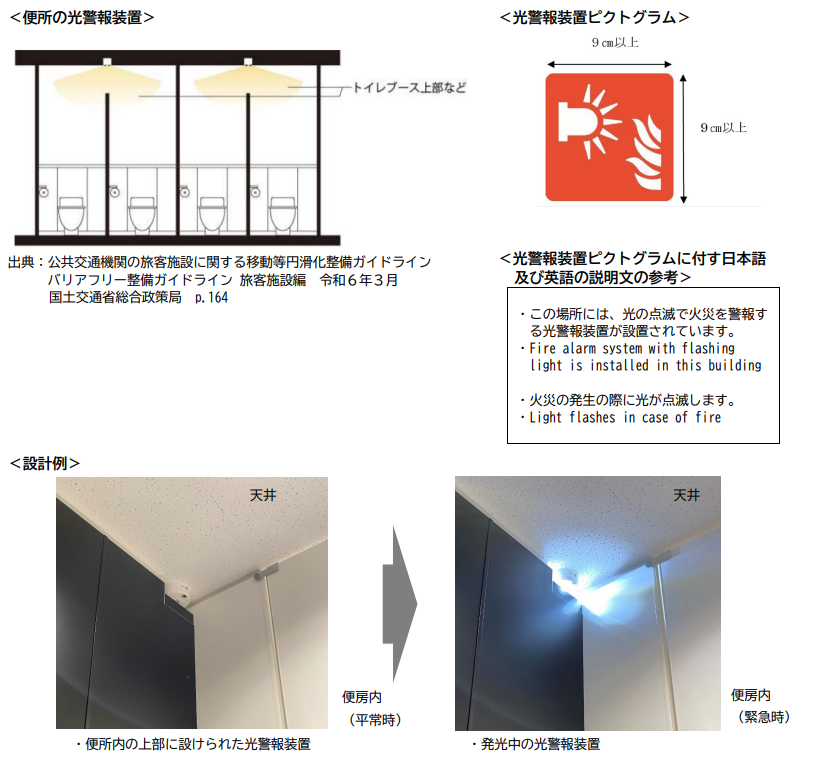 ＜便所の光警報装置＞
トイレブース上部など
出典：公共交通機関の旅客施設に関する移動等円滑化整備ガイドライン
バリアフリー整備ガイドライン 旅客施設編　令和６年３月
国土交通省総合政策局　p.164
＜光警報装置ピクトグラム＞
９㎝以上
９㎝以上
＜光警報装置ピクトグラムに付す日本語
及び英語の説明文の参考＞
・この場所には、光の点滅で火災を警報す
る光警報装置が設置されています。
・Fire alarm system with flashing
light is installed in this building
・火災の発生の際に光が点滅します。
・Light flashes in case of fire
＜設計例＞
天井
便房内
（平常時）
・便所内の上部に設けられた光警報装置
天井
便房内
（緊急時）
・発光中の光警報装置